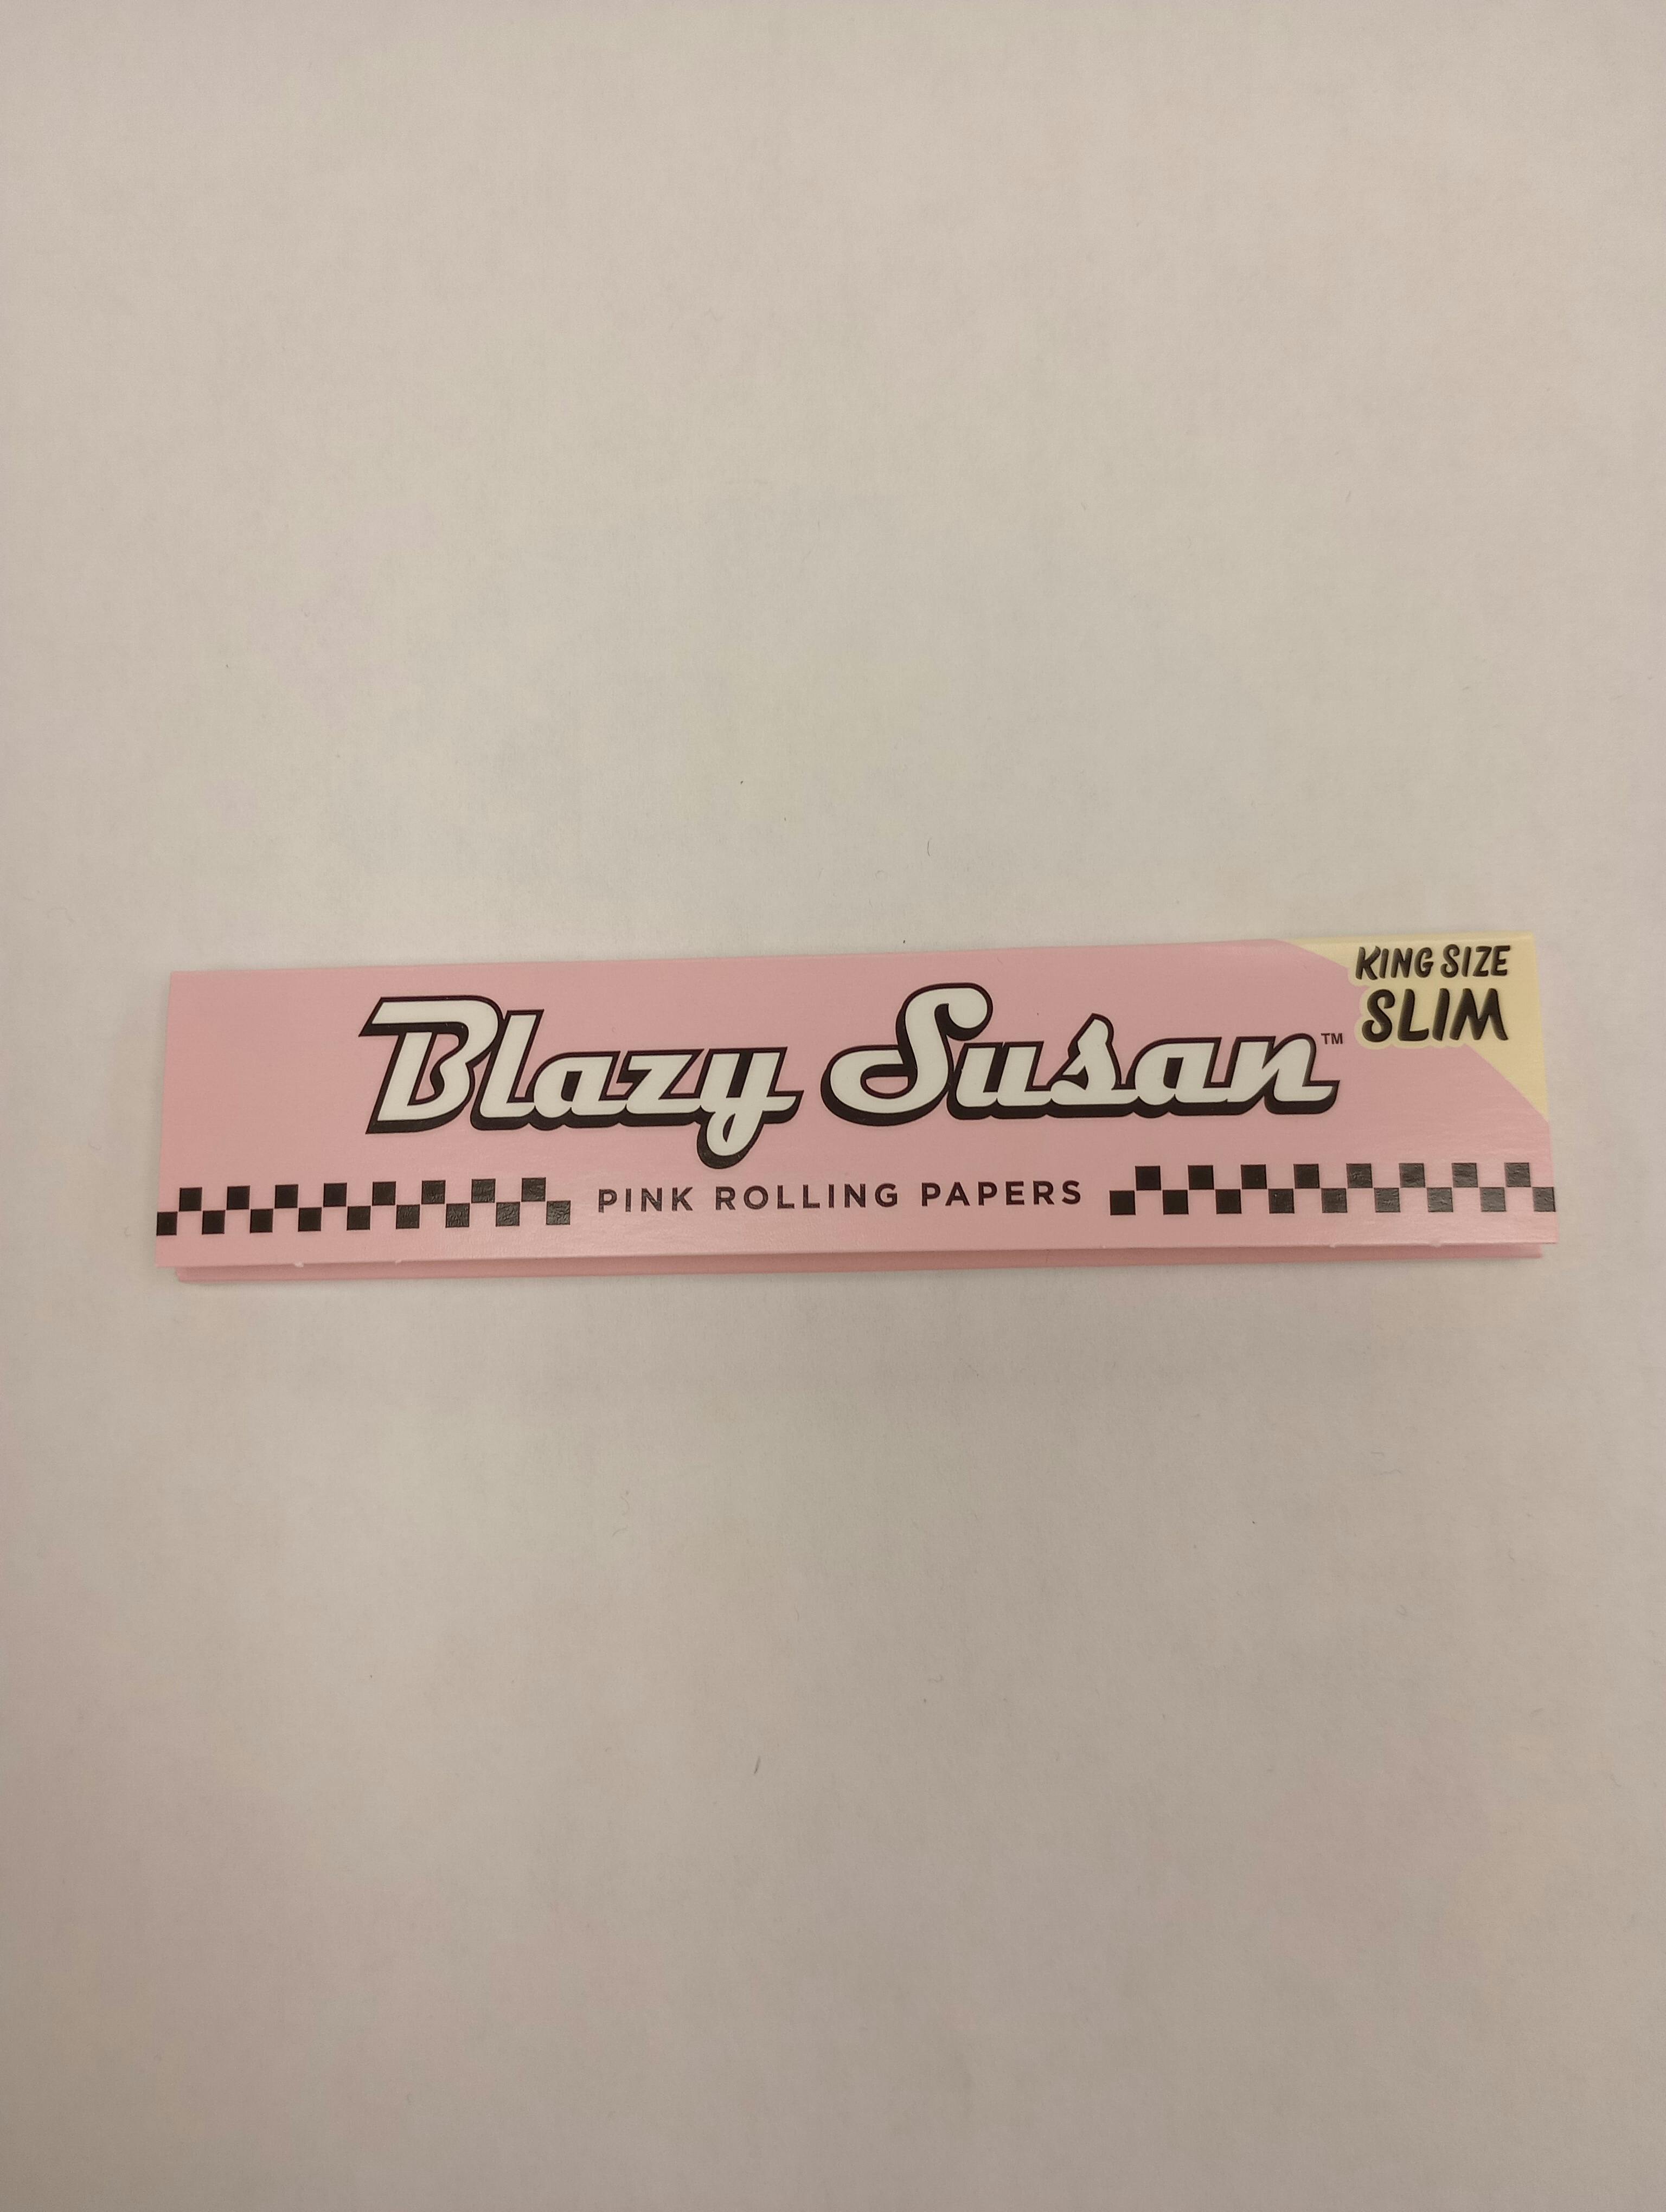 KING SIZE
SLIM
Blazy Susan™
PINK ROLLING PAPERS